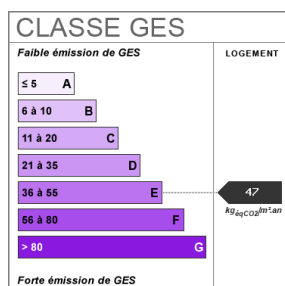 CLASSE GES
Faible émission de GES
LOGEMENT
≤ 5 A
6 à 10 B
11 à 20 C
21 à 35 D
36 à 55 E
47
kgéqCO2/m².an
56 à 80 F
> 80 G
Forte émission de GES